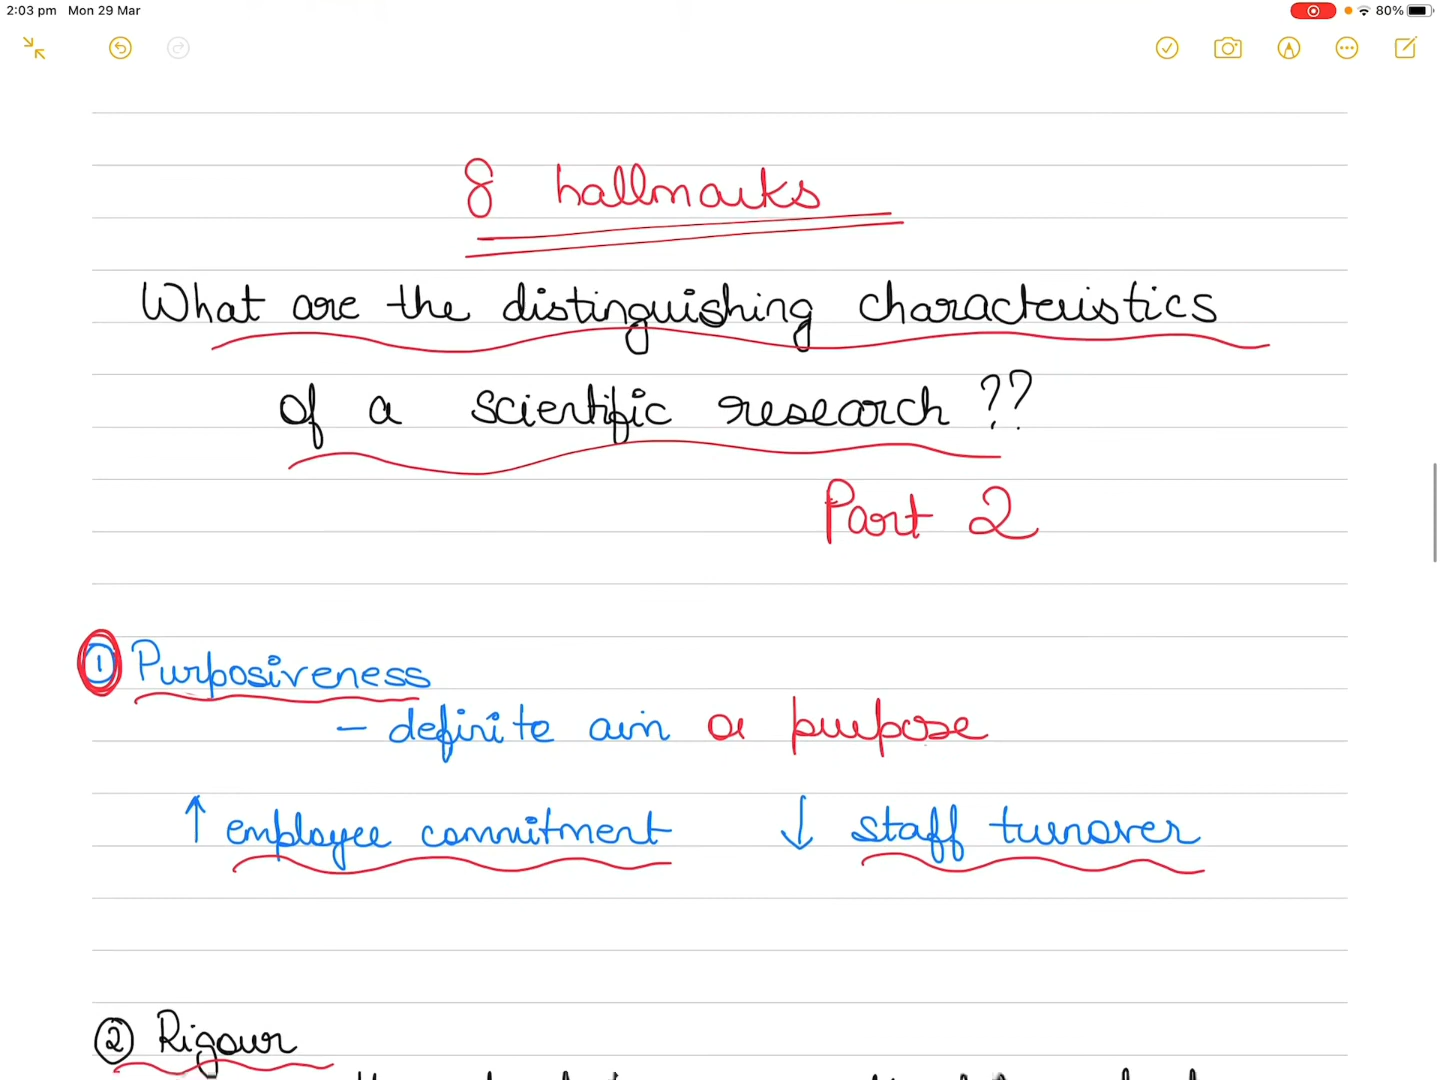 2:03 pm Mon 29 Mar 80%
8 hallmarks
What are the distinguishing characteristics
of a scientific research ??
Part 2
① Purposiveness
- definite aim or purpose
↑ employee commitment ↓ staff turnover
② Rigour